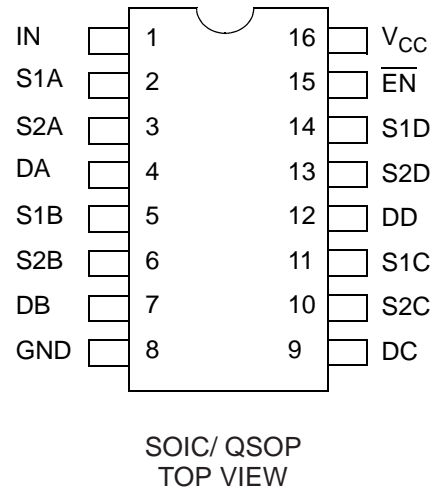 IN 1 16 VCC
S1A 2 15 EN
S2A 3 14 S1D
DA 4 13 S2D
S1B 5 12 DD
S2B 6 11 S1C
DB 7 10 S2C
GND 8 9 DC
SOIC/ QSOP
TOP VIEW